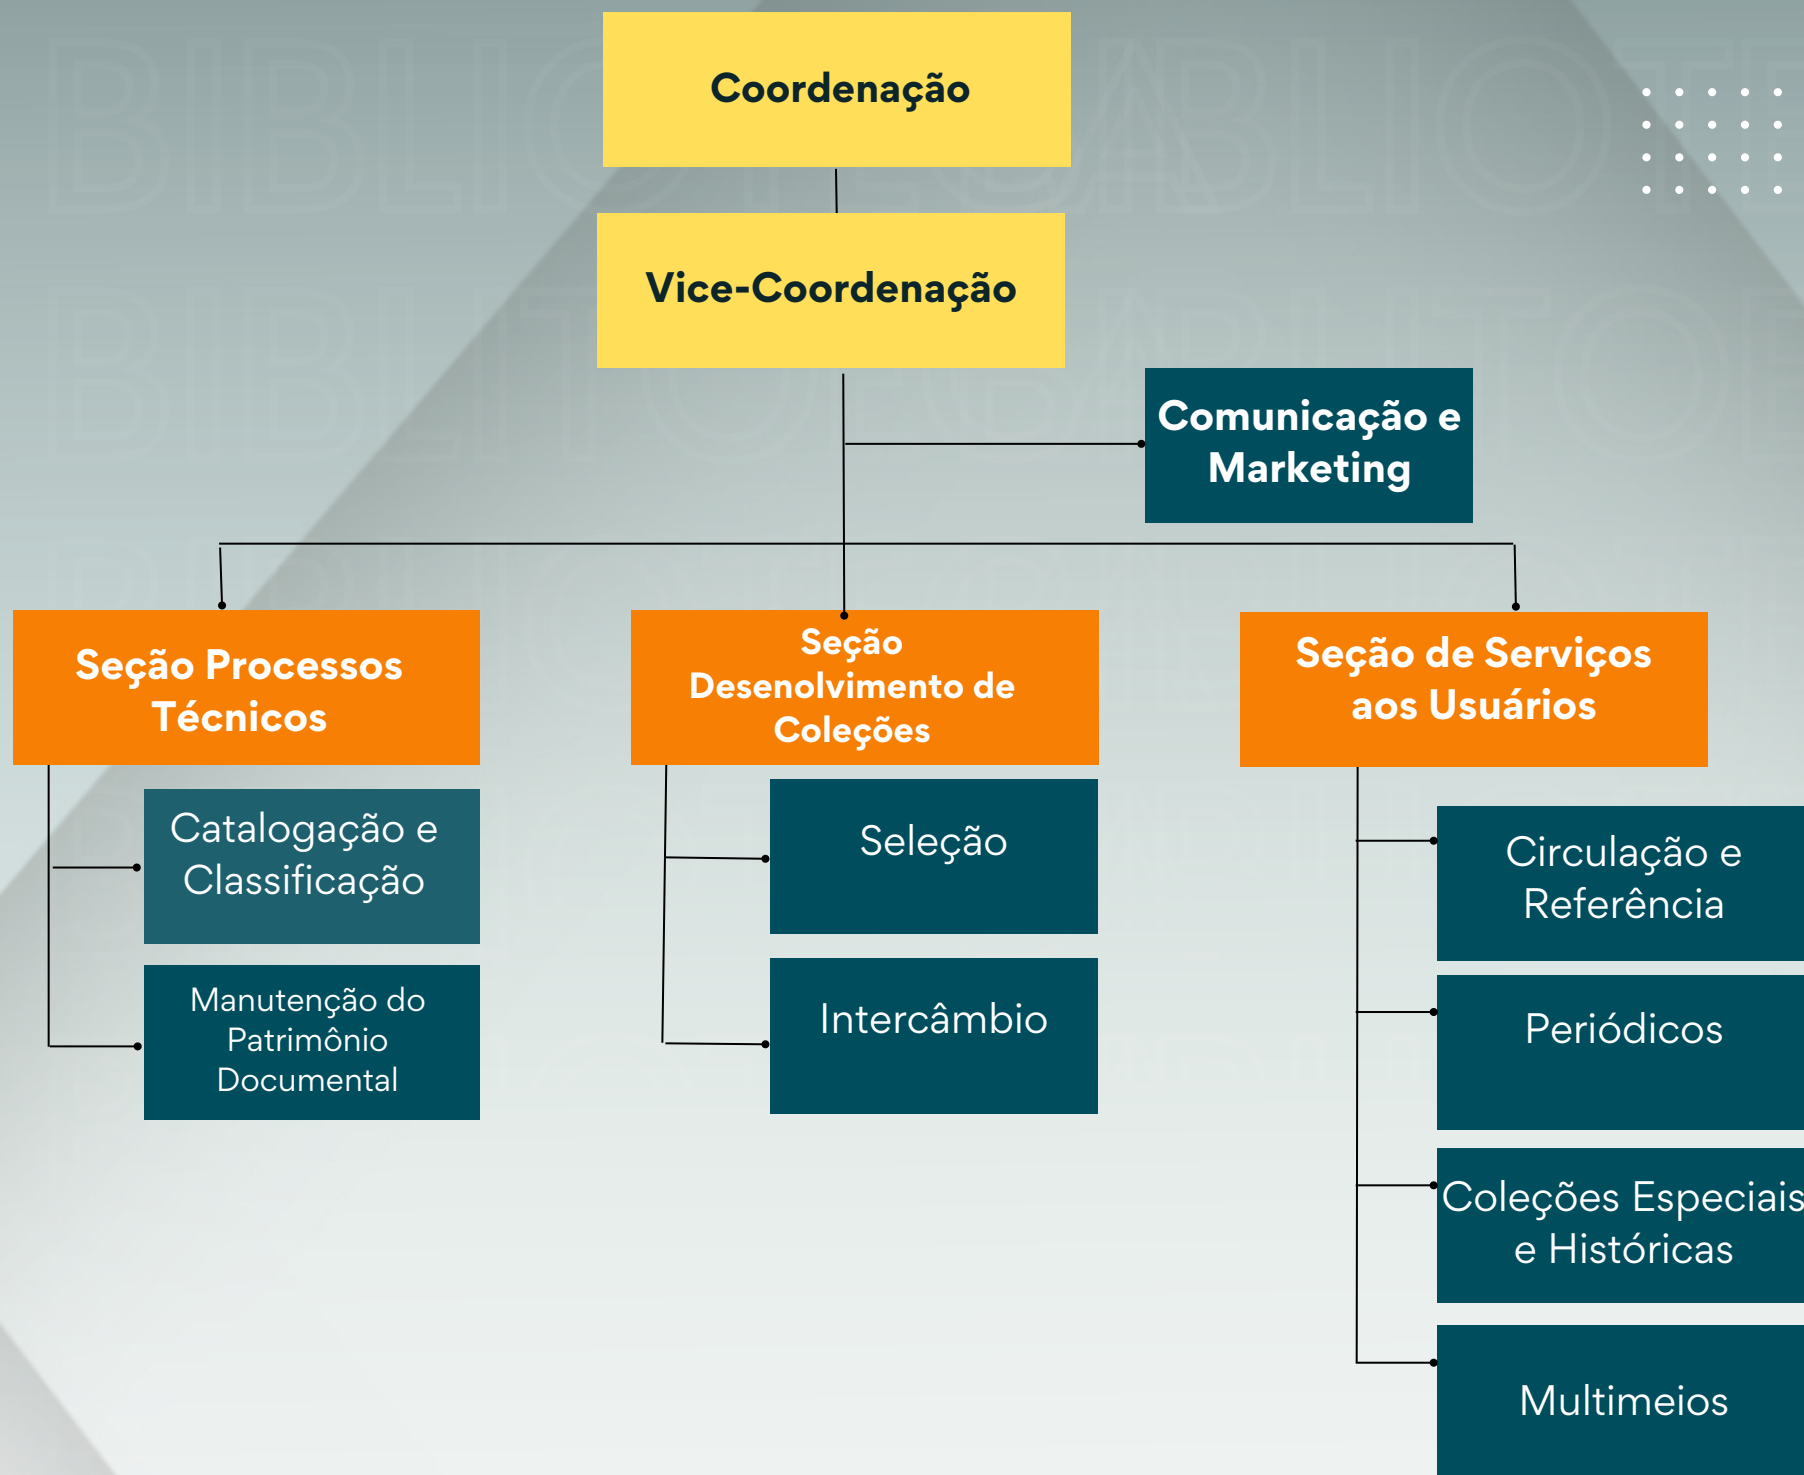 Coordenação
Vice-Coordenação
Comunicação e
Marketing
Seção Processos
Técnicos
Catalogação e
Classificação
Manutenção do
Patrimônio
Documental
Seção
Desenolvimento de
Coleções
Seleção
Intercâmbio
Seção de Serviços
aos Usuários
Circulação e
Referência
Periódicos
Coleções Especiais
e Históricas
Multimeios